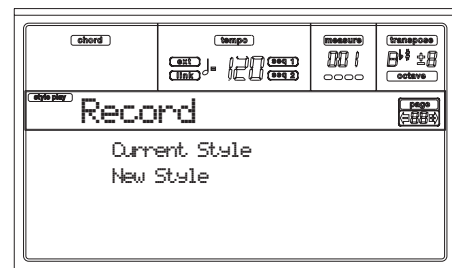 chord tempo measure transpose
ext seq 1
♩= 120 001
link seq 2 octave
style play page
Record
Current Style
New Style